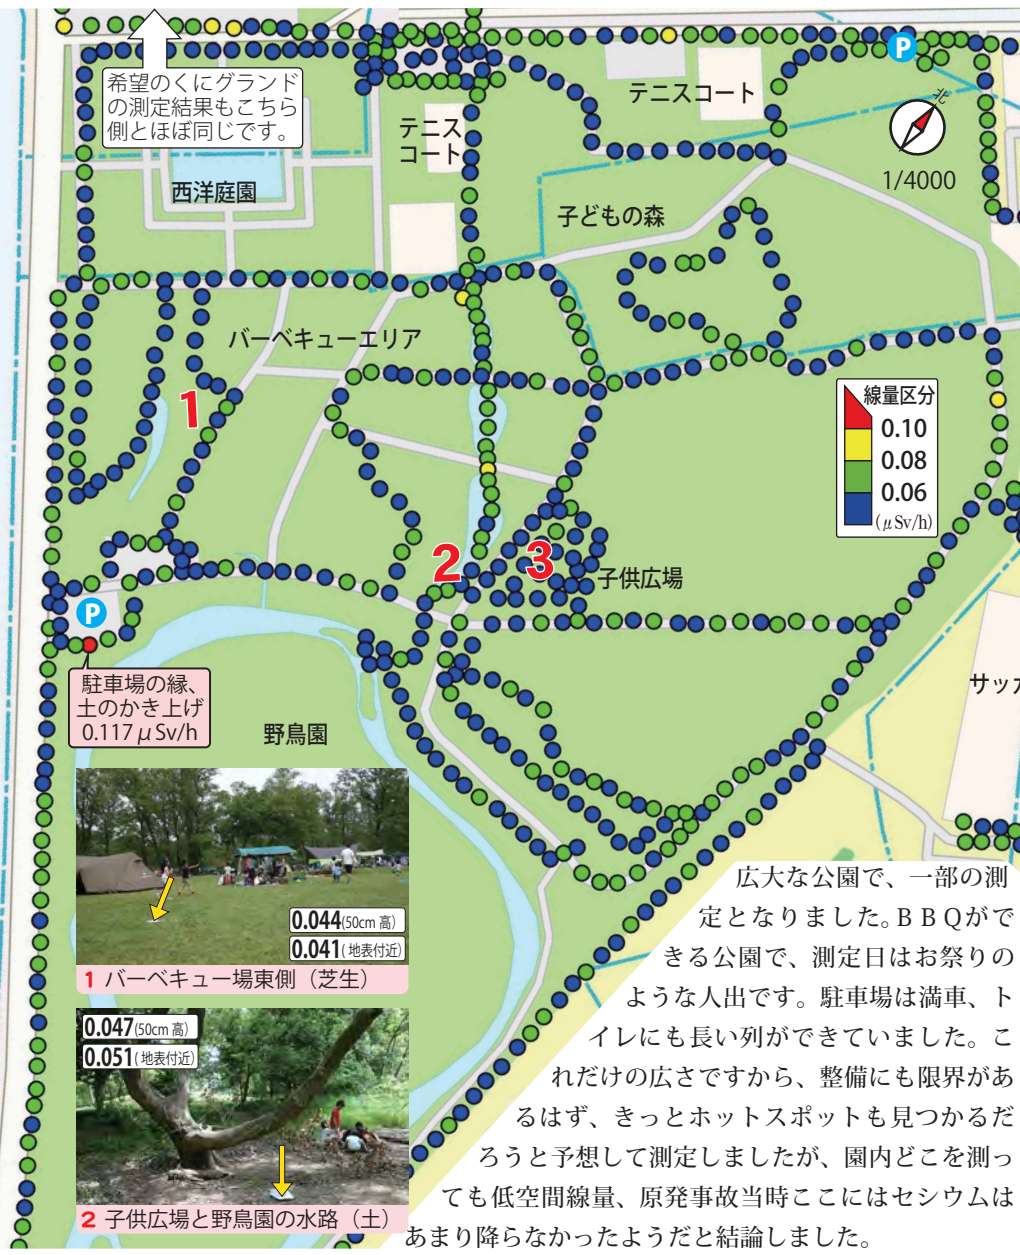 希望のくにグランド
の測定結果もこちら
側とほぼ同じです。
P
テニスコート
北
テニス
コート
1/4000
西洋庭園
子どもの森
バーベキューエリア
線量区分
0.10
0.08
0.06
(μSv/h)
1
2
3
子供広場
P
駐車場の縁、
土のかき上げ
0.117μSv/h
野鳥園
サッカ
0.044(50cm 高)
0.041(地表付近)
1 バーベキュー場東側（芝生）
0.047(50cm 高)
0.051(地表付近)
2 子供広場と野鳥園の水路（土）
広大な公園で、一部の測
定となりました。ＢＢＱがで
きる公園で、測定日はお祭りの
ような人出です。駐車場は満車、ト
イレにも長い列ができていました。こ
れだけの広さですから、整備にも限界があ
るはず、きっとホットスポットも見つかるだ
ろうと予想して測定しましたが、園内どこを測っ
ても低空間線量、原発事故当時ここにはセシウムは
あまり降らなかったようだと結論しました。